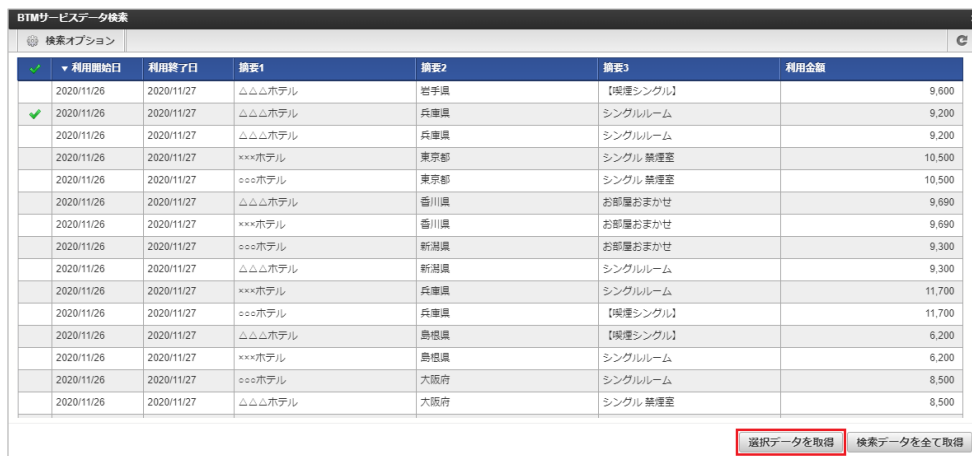 BTMサービスデータ検索
検索オプション
▼ 利用開始日 利用終了日 摘要1 摘要2 摘要3 利用金額
2020/11/26 2020/11/27 △△△ホテル 岩手県 【喫煙シングル】 9,600
2020/11/26 2020/11/27 △△△ホテル 兵庫県 シングルルーム 9,200
2020/11/26 2020/11/27 △△△ホテル 兵庫県 シングルルーム 9,200
2020/11/26 2020/11/27 ×××ホテル 東京都 シングル 禁煙室 10,500
2020/11/26 2020/11/27 ○○○ホテル 東京都 シングル 禁煙室 10,500
2020/11/26 2020/11/27 △△△ホテル 香川県 お部屋おまかせ 9,690
2020/11/26 2020/11/27 ×××ホテル 香川県 お部屋おまかせ 9,690
2020/11/26 2020/11/27 ○○○ホテル 新潟県 お部屋おまかせ 9,300
2020/11/26 2020/11/27 △△△ホテル 新潟県 シングルルーム 9,300
2020/11/26 2020/11/27 ×××ホテル 兵庫県 シングルルーム 11,700
2020/11/26 2020/11/27 ○○○ホテル 兵庫県 【喫煙シングル】 11,700
2020/11/26 2020/11/27 △△△ホテル 島根県 【喫煙シングル】 6,200
2020/11/26 2020/11/27 ×××ホテル 島根県 シングルルーム 6,200
2020/11/26 2020/11/27 ○○○ホテル 大阪府 シングルルーム 8,500
2020/11/26 2020/11/27 △△△ホテル 大阪府 シングル 禁煙室 8,500
選択データを取得 検索データを全て取得